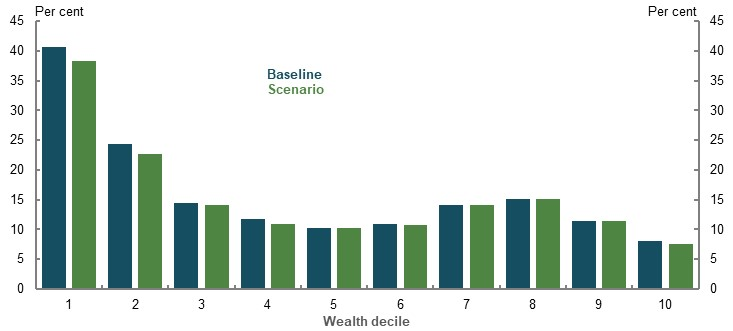 Per cent Per cent
45 45
40 40
35 35
30 30
25 25
20 20
15 15
10 10
5 5
0 0
Baseline
Scenario
1 2 3 4 5 6 7 8 9 10
Wealth decile